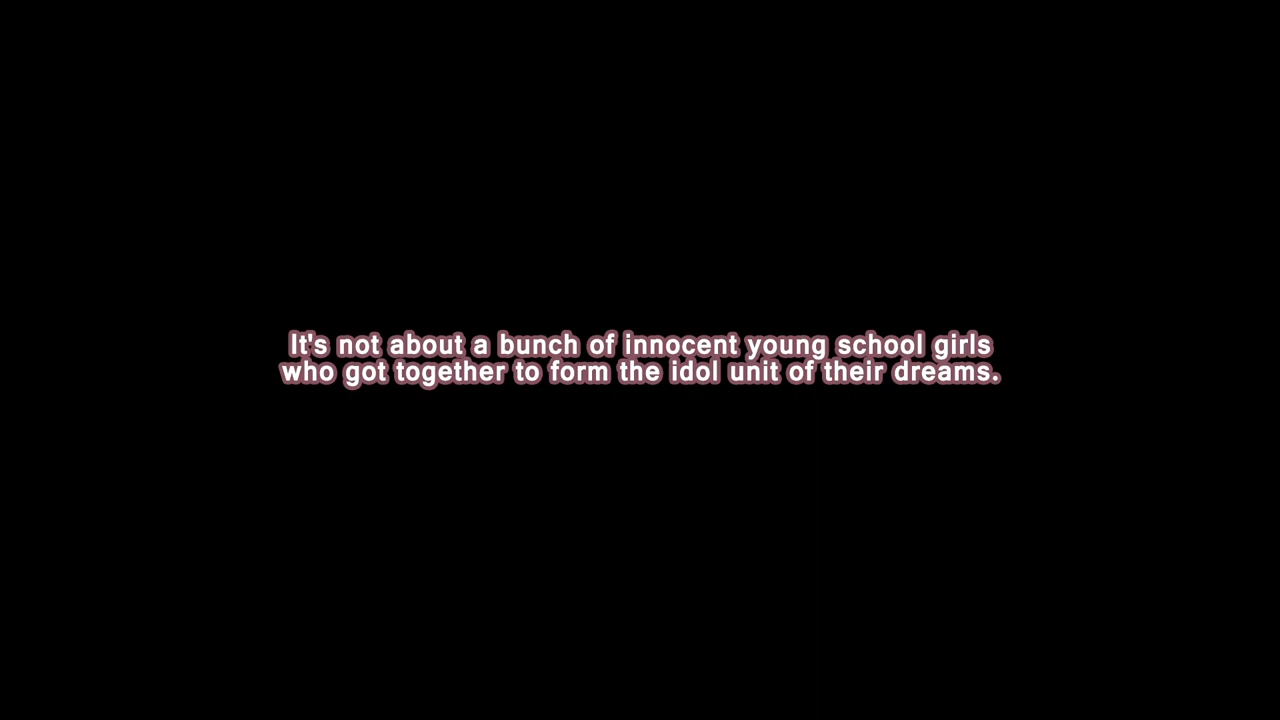 It's not about a bunch of innocent young school girls
who got together to form the idol unit of their dreams.